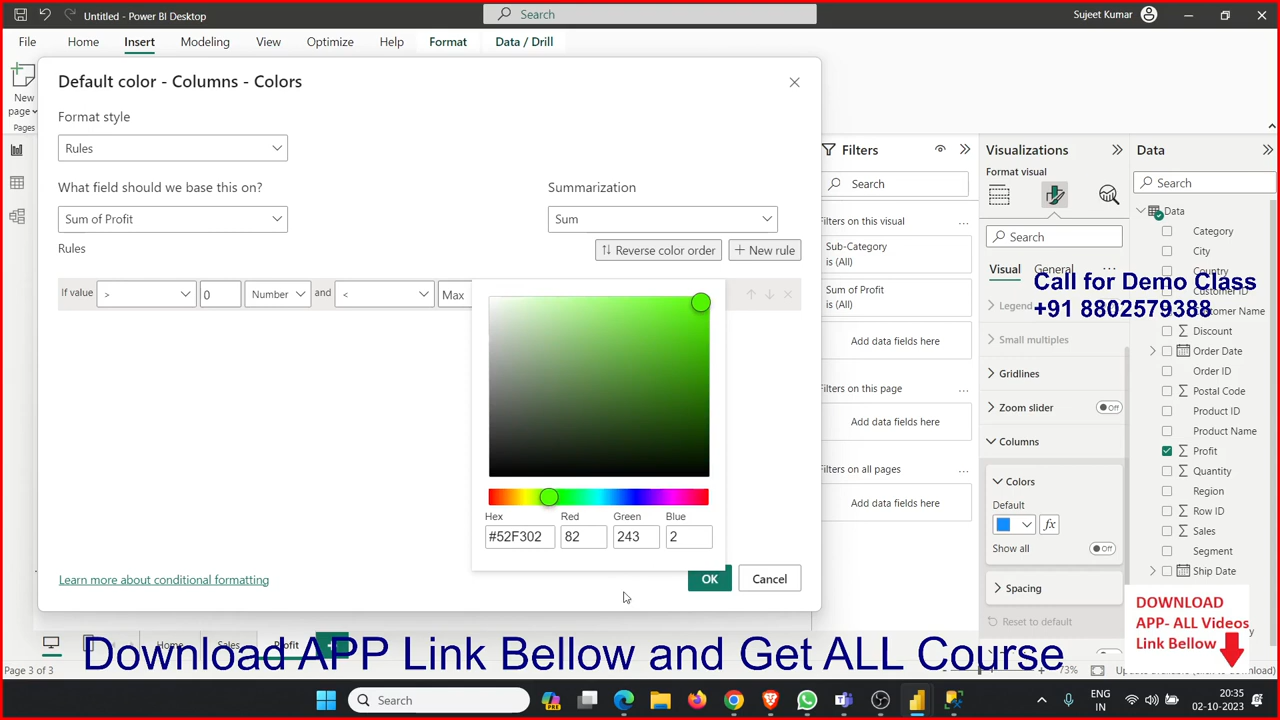 Untitled - Power BI Desktop
Search
Sujeet Kumar
File
Home
Insert
Modeling
View
Optimize
Help
Format
Data / Drill
New
page
Pages
Default color - Columns - Colors
Format style
Rules
What field should we base this on?
Summarization
Sum of Profit
Sum
Rules
Reverse color order
New rule
If value
>
0
Number
and
<
Max
Hex
Red
Green
Blue
#52F302
82
243
2
Learn more about conditional formatting
OK
Cancel
Filters
Search
Filters on this visual
...
Sub-Category
is (All)
Sum of Profit
is (All)
Add data fields here
Filters on this page
...
Add data fields here
Filters on all pages
...
Add data fields here
Visualizations
Format visual
Search
Visual
General
...
Legend
Small multiples
Gridlines
Zoom slider
Off
Columns
Colors
Default
fx
Show all
Off
Spacing
Reset to default
Data
Search
Data
Category
City
Country
Customer ID
Customer Name
Discount
Order Date
Order ID
Postal Code
Product ID
Product Name
Profit
Quantity
Region
Row ID
Sales
Segment
Ship Date
Call for Demo Class
+91 8802579388
DOWNLOAD
APP- ALL Videos
Link Bellow
Home
Sales
Profit
Download APP Link Bellow and Get ALL Course
Page 3 of 3
73%
Search
PRE
ENG
IN
20:35
02-10-2023